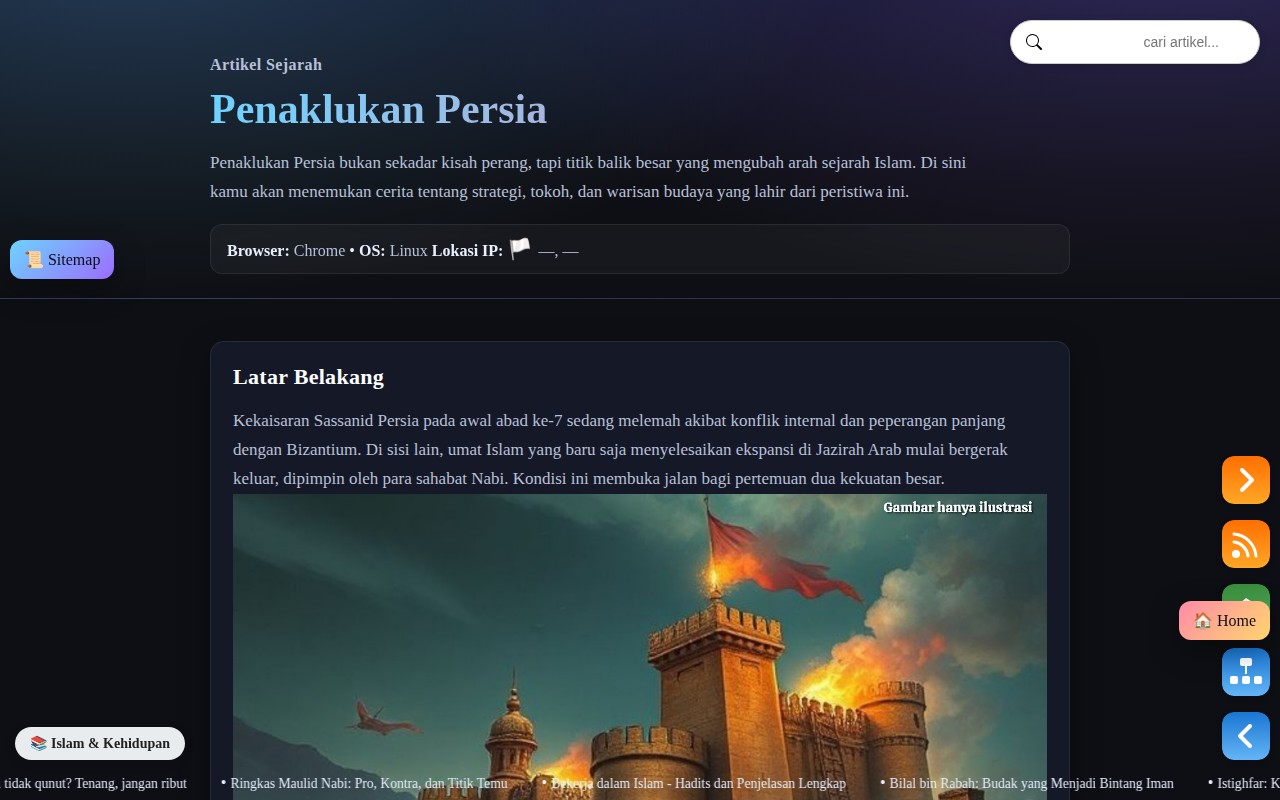 cari artikel...
Artikel Sejarah
Penaklukan Persia
Penaklukan Persia bukan sekadar kisah perang, tapi titik balik besar yang mengubah arah sejarah Islam. Di sini
kamu akan menemukan cerita tentang strategi, tokoh, dan warisan budaya yang lahir dari peristiwa ini.
Browser: Chrome • OS: Linux Lokasi IP: 🏳️ —, —
📜 Sitemap
Latar Belakang
Kekaisaran Sassanid Persia pada awal abad ke-7 sedang melemah akibat konflik internal dan peperangan panjang
dengan Bizantium. Di sisi lain, umat Islam yang baru saja menyelesaikan ekspansi di Jazirah Arab mulai bergerak
keluar, dipimpin oleh para sahabat Nabi. Kondisi ini membuka jalan bagi pertemuan dua kekuatan besar.
Gambar hanya ilustrasi
🏠 Home
📚 Islam & Kehidupan
tidak qunut? Tenang, jangan ribut • Ringkas Maulid Nabi: Pro, Kontra, dan Titik Temu • Bekerja dalam Islam - Hadits dan Penjelasan Lengkap • Bilal bin Rabah: Budak yang Menjadi Bintang Iman • Istighfar: K